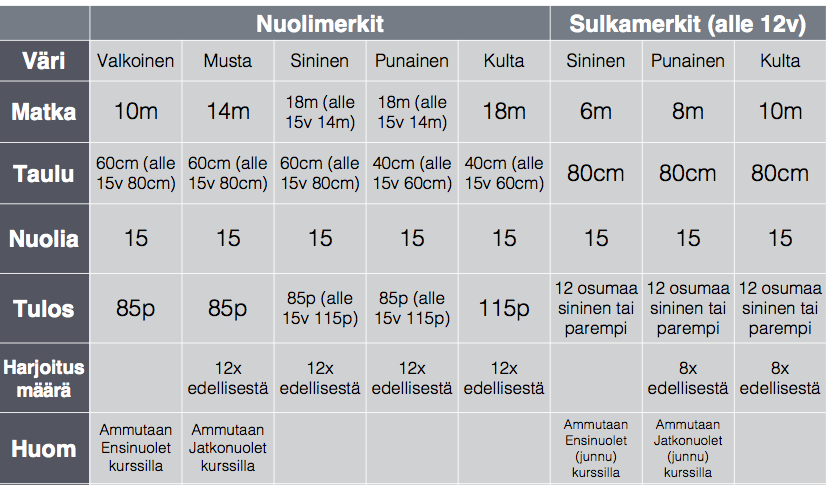 Nuolimerkit Sulkamerkit (alle 12v)
Väri Valkoinen Musta Sininen Punainen Kulta Sininen Punainen Kulta
Matka 10m 14m 18m (alle 15v 14m) 18m (alle 15v 14m) 18m 6m 8m 10m
Taulu 60cm (alle 15v 80cm) 60cm (alle 15v 80cm) 60cm (alle 15v 80cm) 40cm (alle 15v 60cm) 40cm (alle 15v 60cm) 80cm 80cm 80cm
Nuolia 15 15 15 15 15 15 15 15
Tulos 85p 85p 85p (alle 15v 115p) 85p (alle 15v 115p) 115p 12 osumaa sininen tai parempi 12 osumaa sininen tai parempi 12 osumaa sininen tai parempi
Harjoitus määrä 12x edellisestä 12x edellisestä 12x edellisestä 12x edellisestä 8x edellisestä 8x edellisestä
Huom Ammutaan Ensinuolet kurssilla Ammutaan Jatkonuolet kurssilla Ammutaan Ensinuolet (junnu) kurssilla Ammutaan Jatkonuolet (junnu) kurssilla